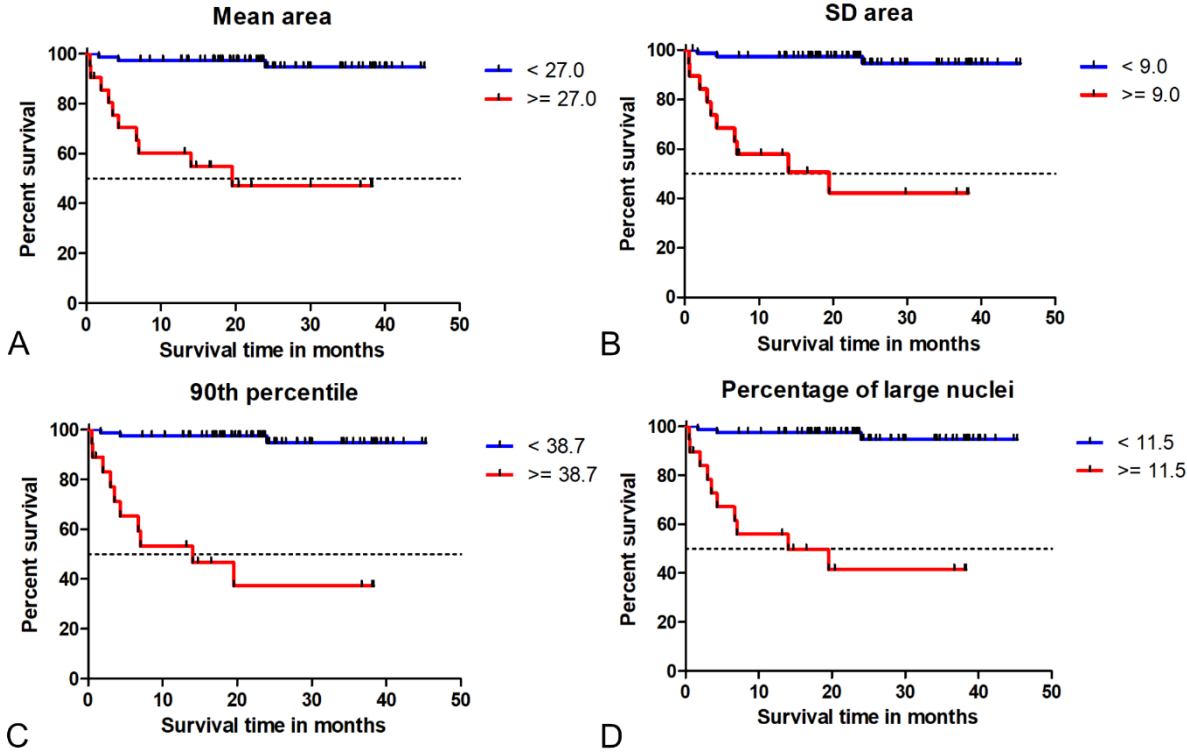 Mean area
Percent survival
100
80
60
40
20
0
0 10 20 30 40 50
Survival time in months
< 27.0
>= 27.0
A
SD area
Percent survival
100
80
60
40
20
0
0 10 20 30 40 50
Survival time in months
< 9.0
>= 9.0
B
90th percentile
Percent survival
100
80
60
40
20
0
0 10 20 30 40 50
Survival time in months
< 38.7
>= 38.7
C
Percentage of large nuclei
Percent survival
100
80
60
40
20
0
0 10 20 30 40 50
Survival time in months
< 11.5
>= 11.5
D